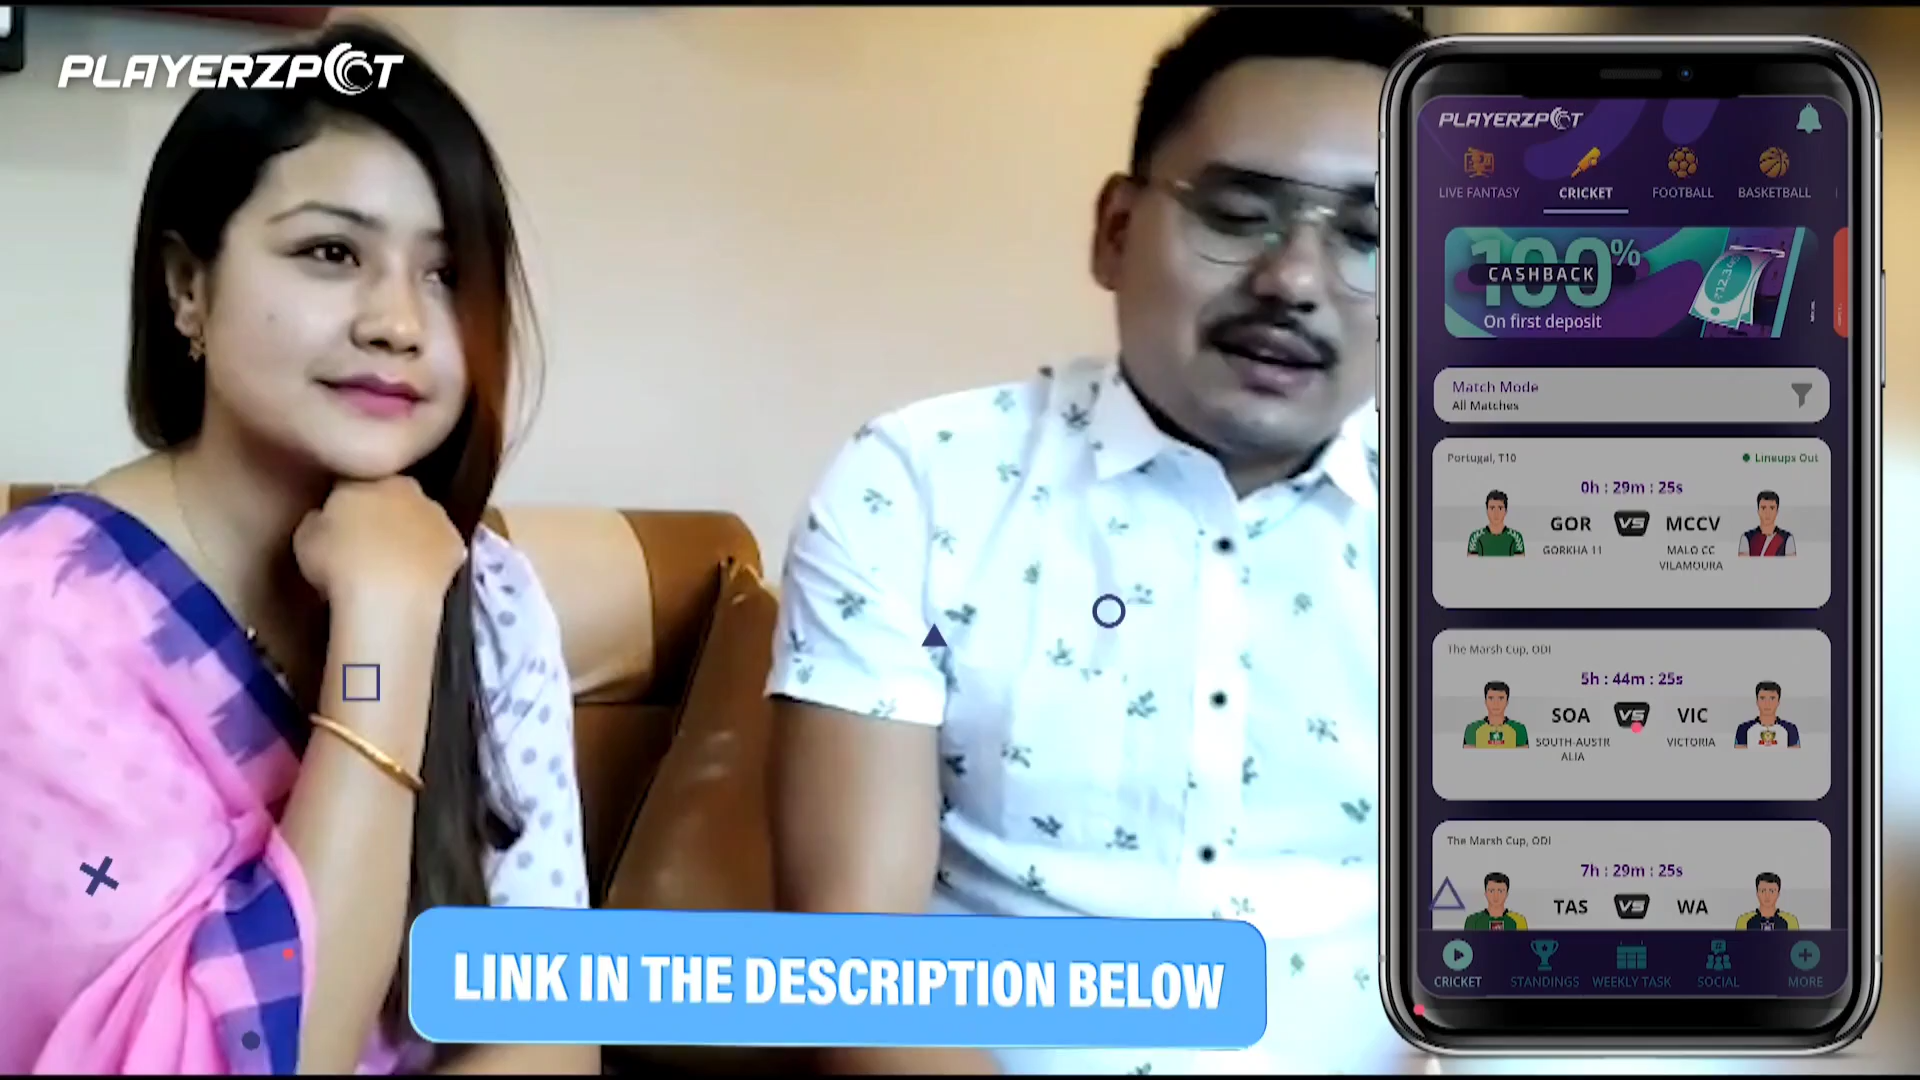 PLAYERZPOT
PLAYERZPOT
LIVE FANTASY
CRICKET
FOOTBALL
BASKETBALL
100%
CASHBACK
On first deposit
Match Mode
All Matches
Portugal, T10
Lineups Out
0h : 29m : 25s
GOR VS MCCV
GORKHA 11
MALO CC
VILAMOURA
The Marsh Cup, ODI
5h : 44m : 25s
SOA VS VIC
SOUTH-AUSTR
ALIA
VICTORIA
The Marsh Cup, ODI
7h : 29m : 25s
TAS VS WA
CRICKET
STANDINGS
WEEKLY TASK
SOCIAL
MORE
LINK IN THE DESCRIPTION BELOW